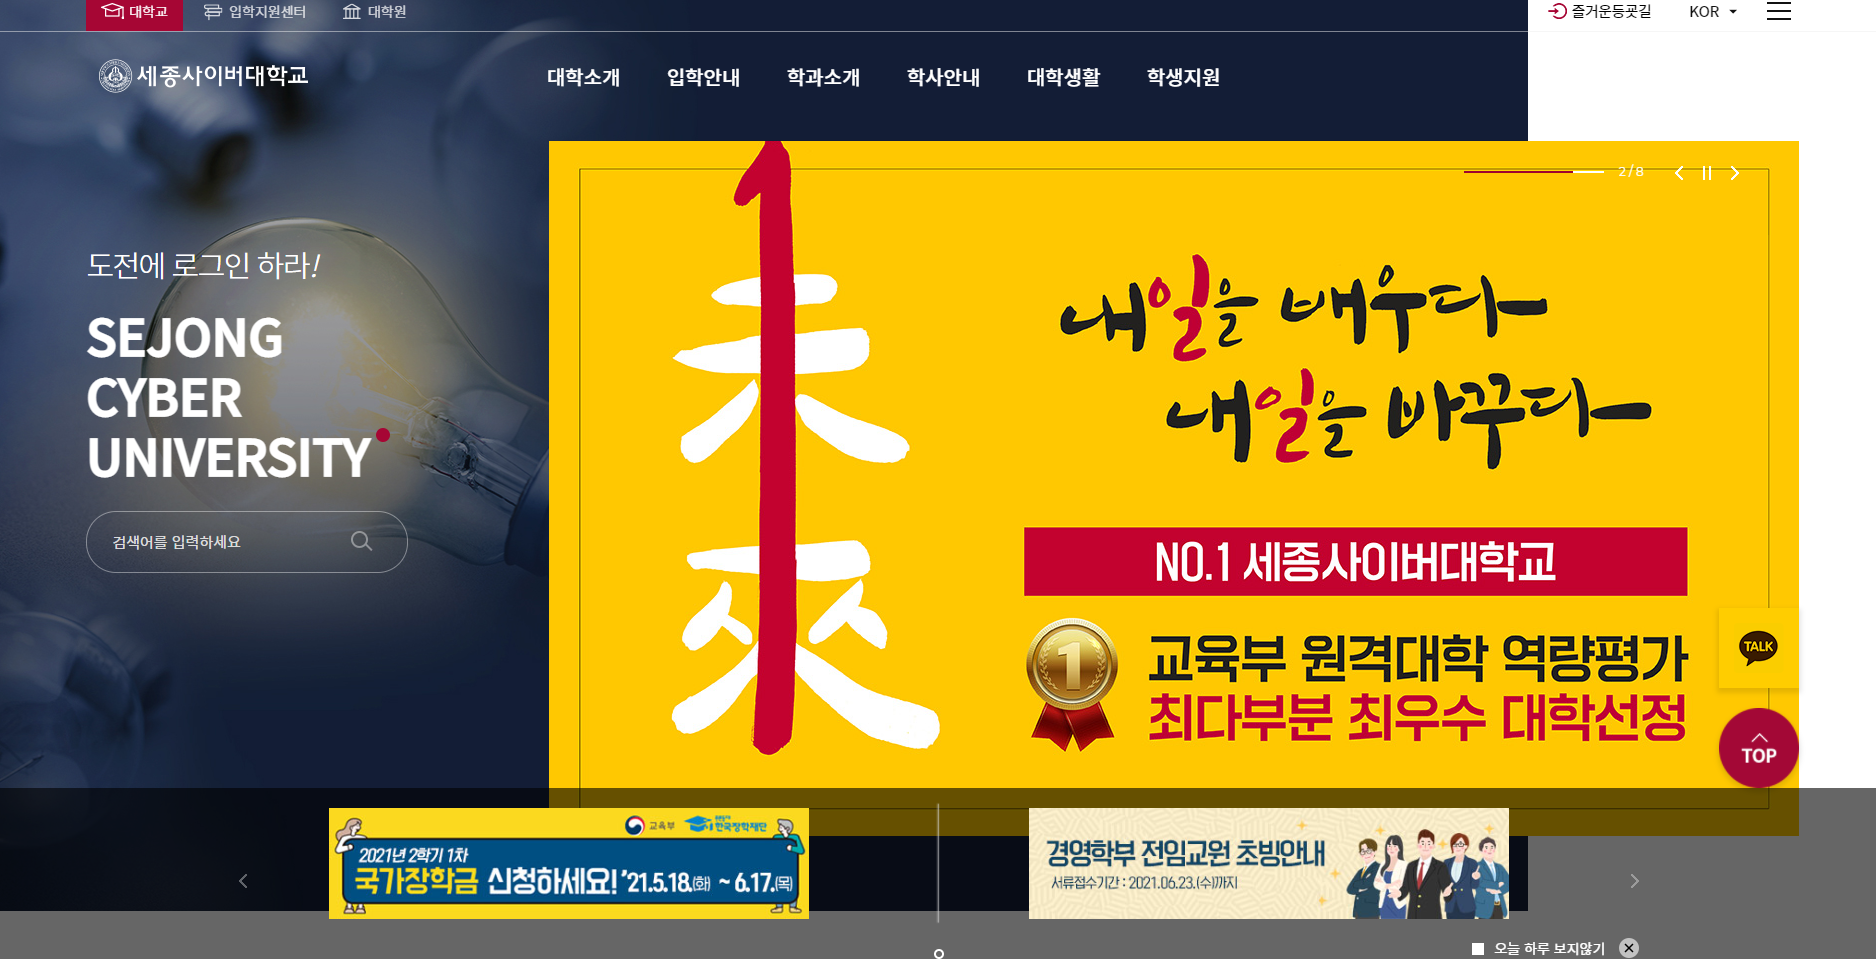 대학교 입학지원센터 대학원 즐거운등굣길 KOR
세종사이버대학교 대학소개 입학안내 학과소개 학사안내 대학생활 학생지원
2/8
도전에 로그인 하라!
SEJONG
CYBER
UNIVERSITY
검색어를 입력하세요
未
來
내일을 배우다
내일을 바꾸다
NO.1 세종사이버대학교
1
교육부 원격대학 역량평가
최다부분 최우수 대학선정
TALK
TOP
교육부 한국장학재단
2021년 2학기 1차
국가장학금 신청하세요! '21.5.18.(화) ~ 6.17.(목)
경영학부 전임교원 초빙안내
서류접수기간 : 2021.06.23.(수)까지
오늘 하루 보지않기